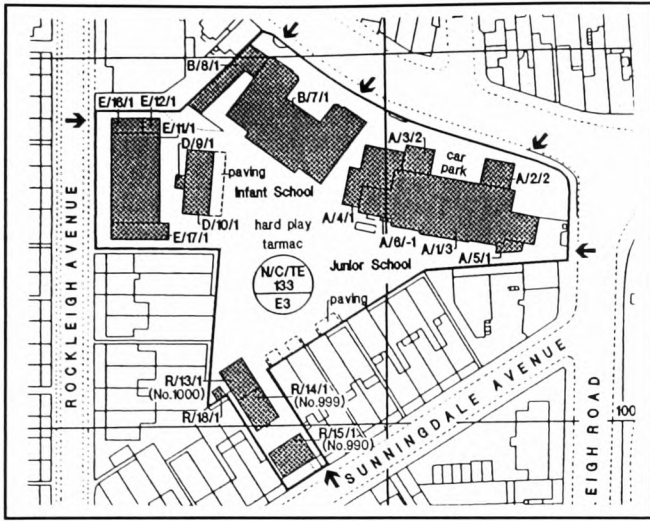 B/8/1
E/16/1 E/12/1
B/7/1
E/11/1
D/9/1
A/3/2
car
park
paving
A/2/2
Infant School
D/10/1
A/4/1
hard play
tarmac
A/6/-1
A/1/3
A/5/1
E/17/1
Junior School
N/C/TE
133
E3
paving
ROCKLEIGH AVENUE
R/13/1
(No.1000)
R/14/1
(No.999)
R/18/1
R/15/1
(No.990)
SUNNINGDALE AVENUE
EIGH ROAD
100